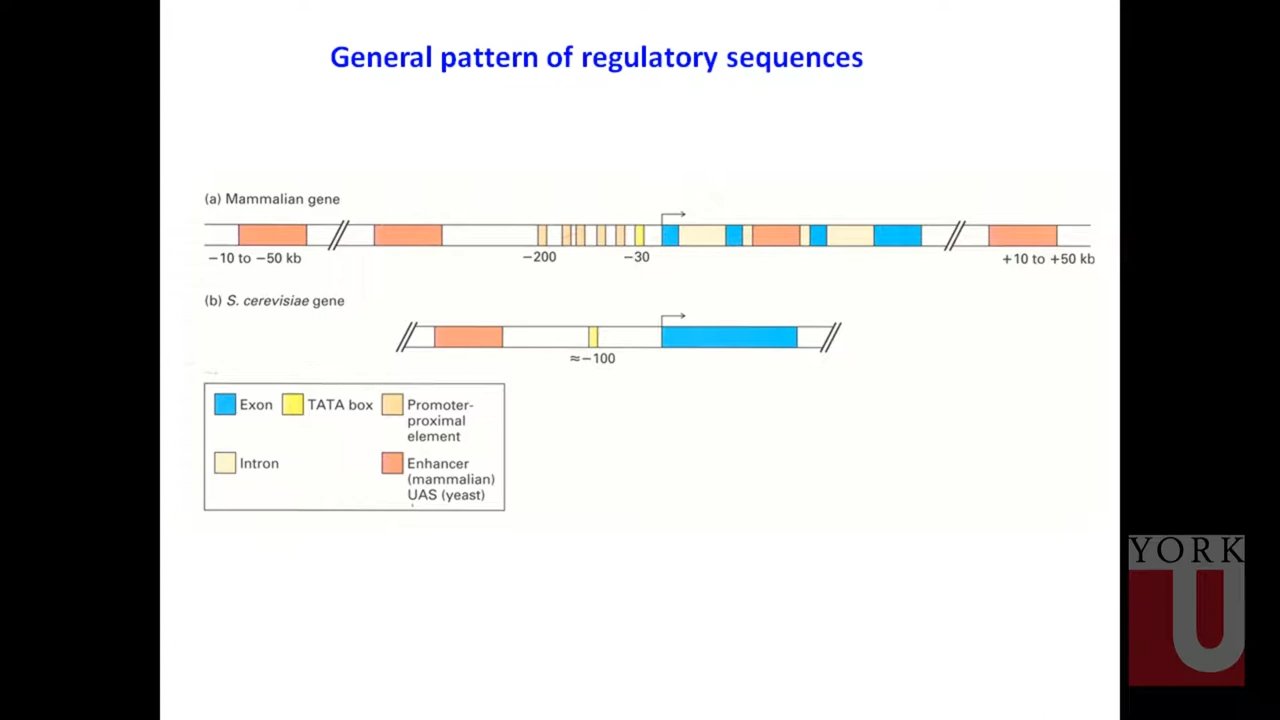 General pattern of regulatory sequences
(a) Mammalian gene
−10 to −50 kb
−200
−30
+10 to +50 kb
(b) S. cerevisiae gene
≈−100
Exon
TATA box
Promoter-
proximal
element
Intron
Enhancer
(mammalian)
UAS (yeast)
YORK
U